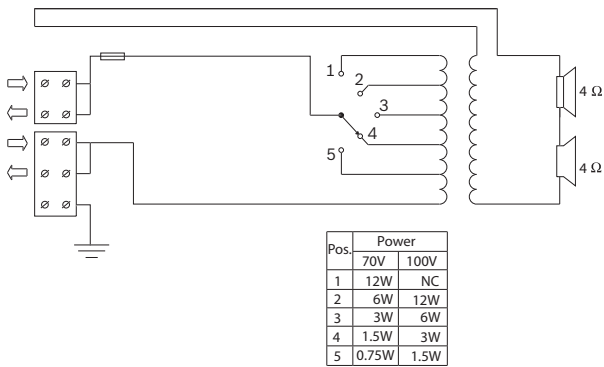 1
2
3
4
5
4 Ω
4 Ω
Pos. Power
70V 100V
1 12W NC
2 6W 12W
3 3W 6W
4 1.5W 3W
5 0.75W 1.5W